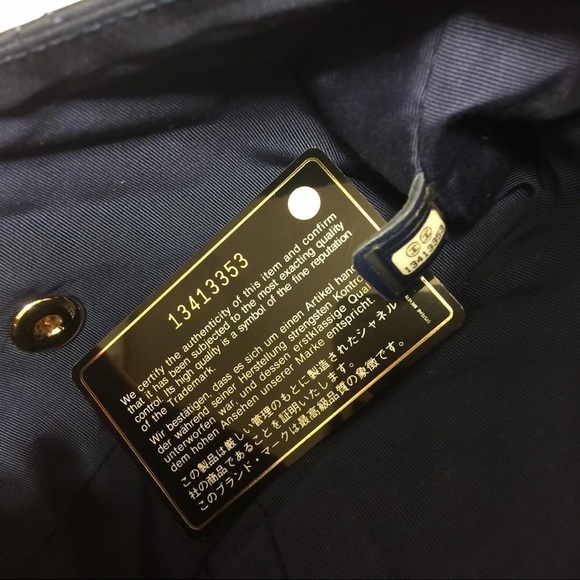 13413353
We certify the authenticity of this item and confirm
that it has been subjected to the most exacting quality
control. Its high quality is a symbol of the fine reputation
of the Trademark.
Wir bestätigen, dass es sich um einen Artikel hand
der während seiner Herstellung strengsten Kontro
unterworfen war, und dessen erstklassige Qual
dem hohen Ansehen unserer Marke entspricht.
この製品は厳しい管理のもとに製造されたシャネル
社の商品であることを証明いたします。
このブランド・マークは最高級品質の象徴です。
13413353